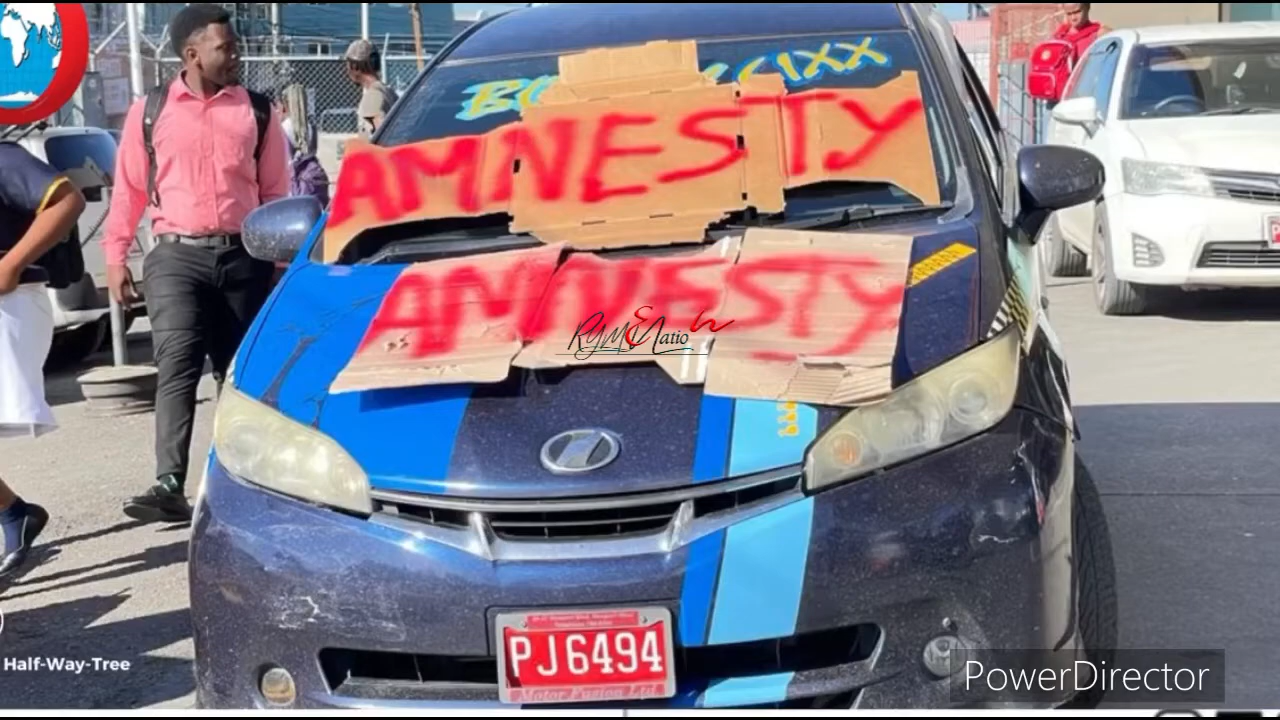 AMNESTY
AMNESTY
PJ6494
Motor Fusion Ltd.
Half-Way-Tree
PowerDirector